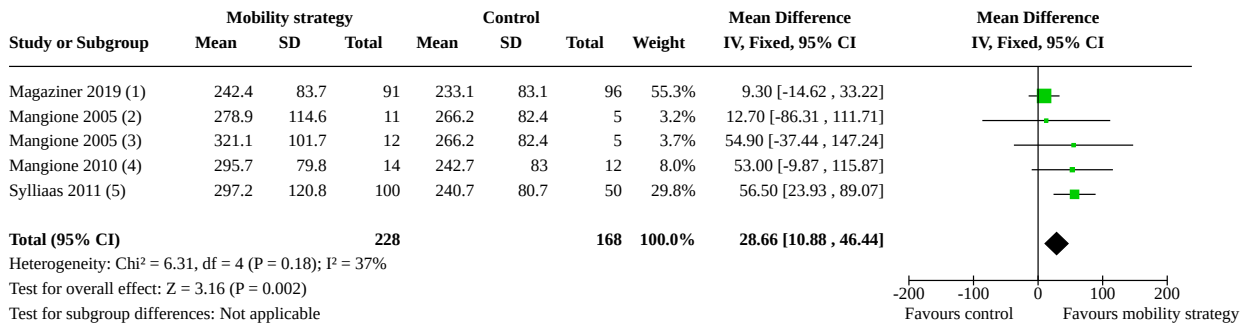 Mobility strategy Control Mean Difference Mean Difference
Study or Subgroup Mean SD Total Mean SD Total Weight IV, Fixed, 95% CI IV, Fixed, 95% CI
Magaziner 2019 (1) 242.4 83.7 91 233.1 83.1 96 55.3% 9.30 [-14.62 , 33.22]
Mangione 2005 (2) 278.9 114.6 11 266.2 82.4 5 3.2% 12.70 [-86.31 , 111.71]
Mangione 2005 (3) 321.1 101.7 12 266.2 82.4 5 3.7% 54.90 [-37.44 , 147.24]
Mangione 2010 (4) 295.7 79.8 14 242.7 83 12 8.0% 53.00 [-9.87 , 115.87]
Sylliaas 2011 (5) 297.2 120.8 100 240.7 80.7 50 29.8% 56.50 [23.93 , 89.07]
Total (95% CI) 228 168 100.0% 28.66 [10.88 , 46.44]
Heterogeneity: Chi² = 6.31, df = 4 (P = 0.18); I² = 37%
Test for overall effect: Z = 3.16 (P = 0.002)
-200 -100 0 100 200
Test for subgroup differences: Not applicable
Favours control Favours mobility strategy